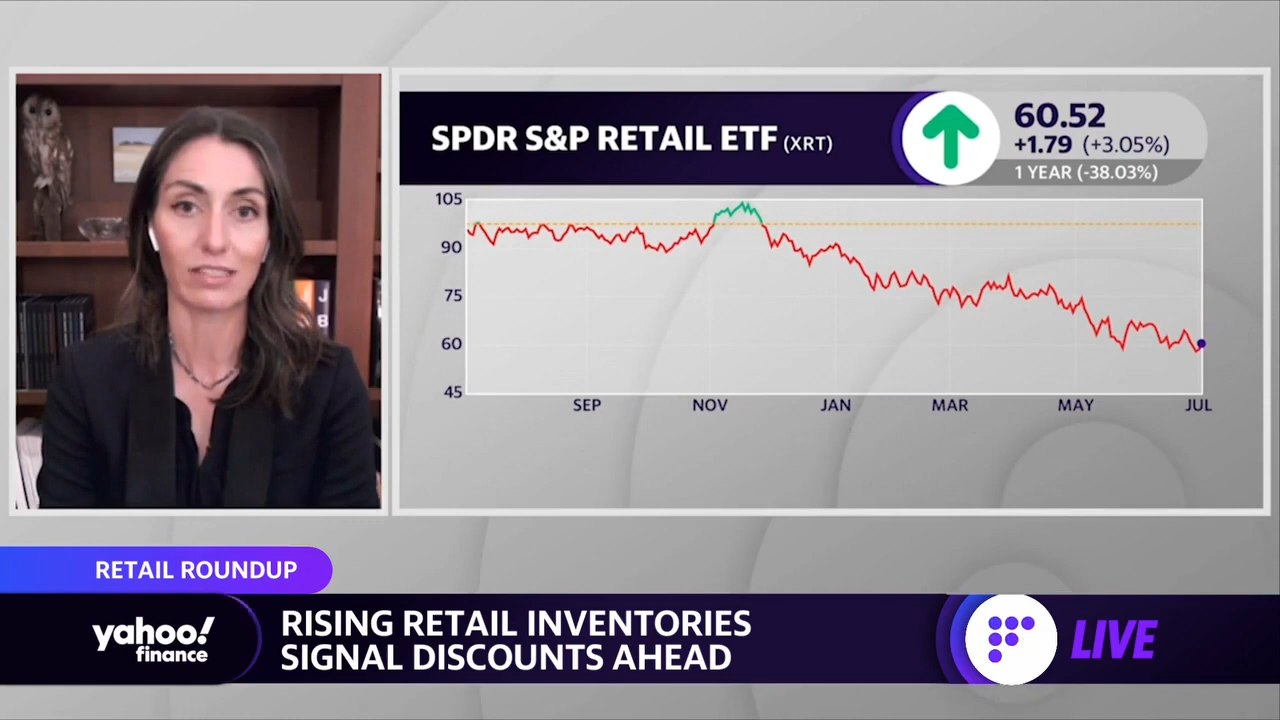 SPDR S&P RETAIL ETF (XRT)
60.52
+1.79 (+3.05%)
1 YEAR (-38.03%)
105
90
75
60
45
SEP NOV JAN MAR MAY JUL
J
B
RETAIL ROUNDUP
yahoo!
finance
RISING RETAIL INVENTORIES
SIGNAL DISCOUNTS AHEAD
LIVE